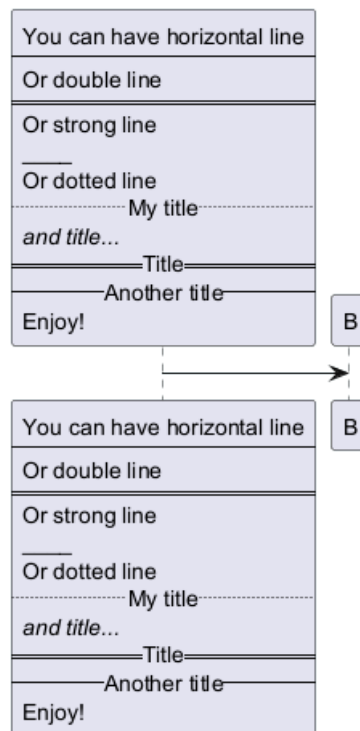 You can have horizontal line
Or double line
Or strong line
____
Or dotted line
My title
and title...
Title
Another title
Enjoy!
B
You can have horizontal line
Or double line
Or strong line
____
Or dotted line
My title
and title...
Title
Another title
Enjoy!
B